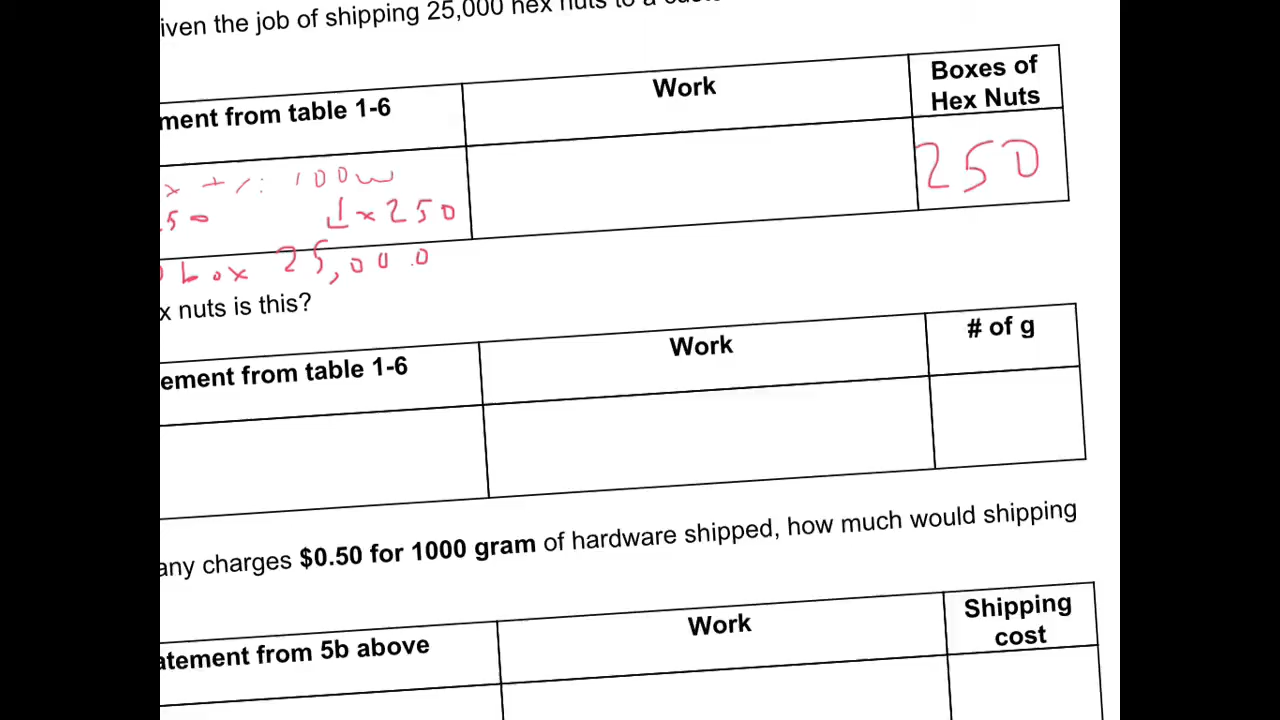 iven the job of shipping 25,000 hex nuts to a
ment from table 1-6
Work
Boxes of
Hex Nuts
100
50
1 x 250
250
box 25,000
x nuts is this?
ement from table 1-6
Work
# of g
any charges $0.50 for 1000 gram of hardware shipped, how much would shipping
atement from 5b above
Work
Shipping
cost